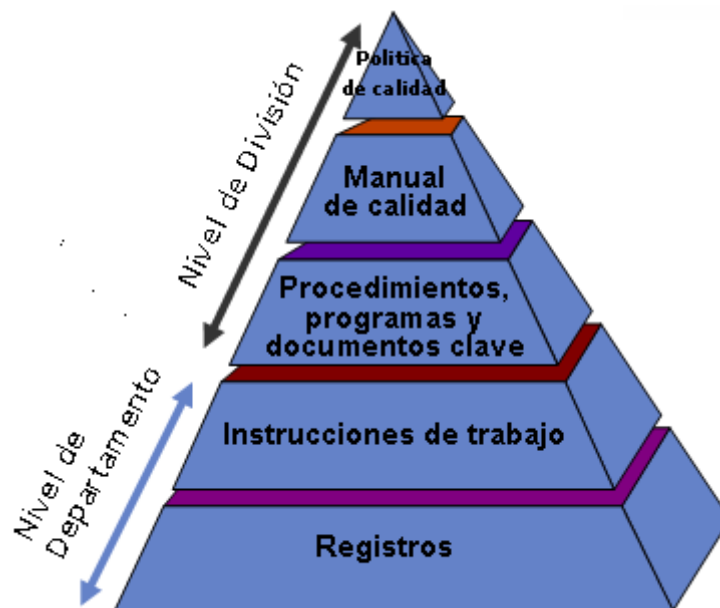 Politica
de calidad
Manual
de calidad
Procedimientos,
programas y
documentos clave
Instrucciones de trabajo
Registros
Nivel de División
Nivel de
Departamento